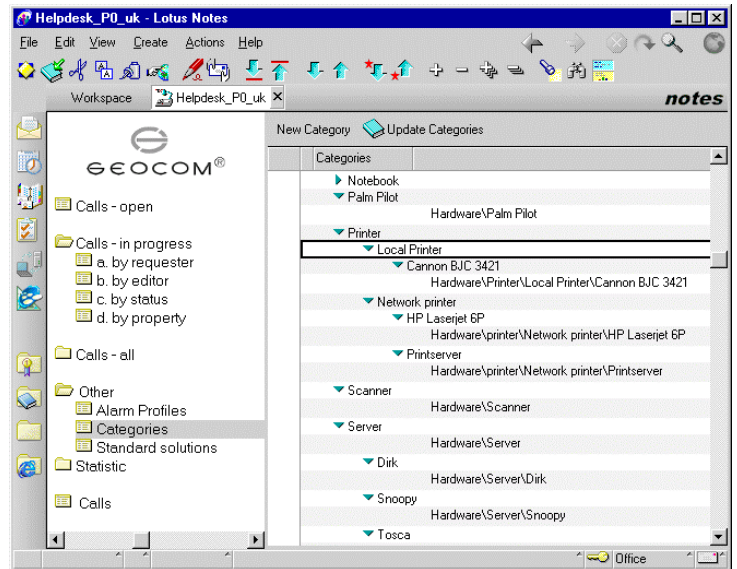 Helpdesk_P0_uk - Lotus Notes
File Edit View Create Actions Help
Workspace Helpdesk_P0_uk
notes
New Category Update Categories
GEOCOM®
Calls - open
Calls - in progress
a. by requester
b. by editor
c. by status
d. by property
Calls - all
Other
Alarm Profiles
Categories
Standard solutions
Statistic
Calls
Categories
Notebook
Palm Pilot
Hardware\Palm Pilot
Printer
Local Printer
Cannon BJC 3421
Hardware\Printer\Local Printer\Cannon BJC 3421
Network printer
HP Laserjet 6P
Hardware\printer\Network printer\HP Laserjet 6P
Printserver
Hardware\printer\Network printer\Printserver
Scanner
Hardware\Scanner
Server
Hardware\Server
Dirk
Hardware\Server\Dirk
Snoopy
Hardware\Server\Snoopy
Tosca
Office